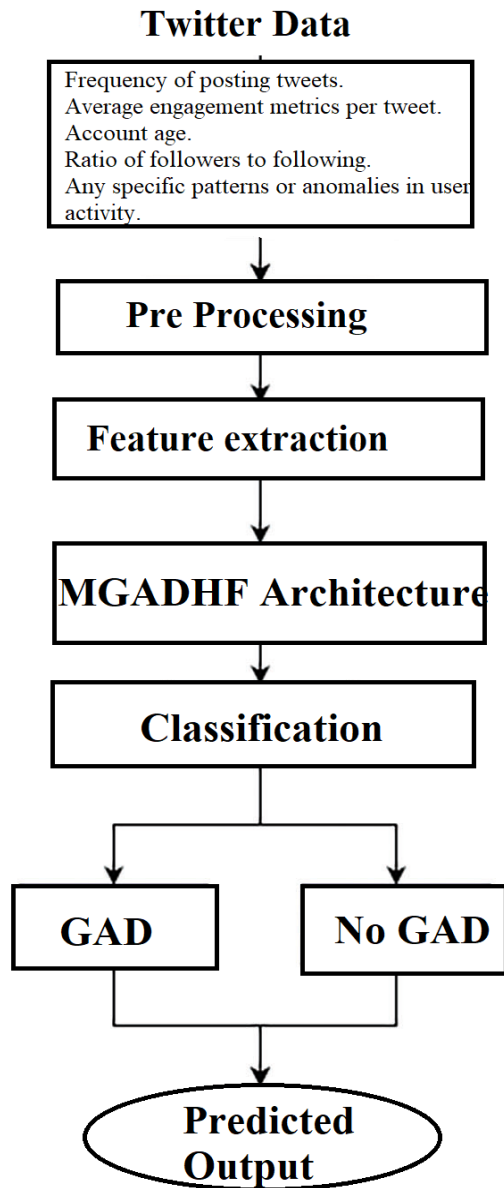 Twitter Data
Frequency of posting tweets.
Average engagement metrics per tweet.
Account age.
Ratio of followers to following.
Any specific patterns or anomalies in user
activity.
Pre Processing
Feature extraction
MGADHF Architecture
Classification
GAD
No GAD
Predicted
Output